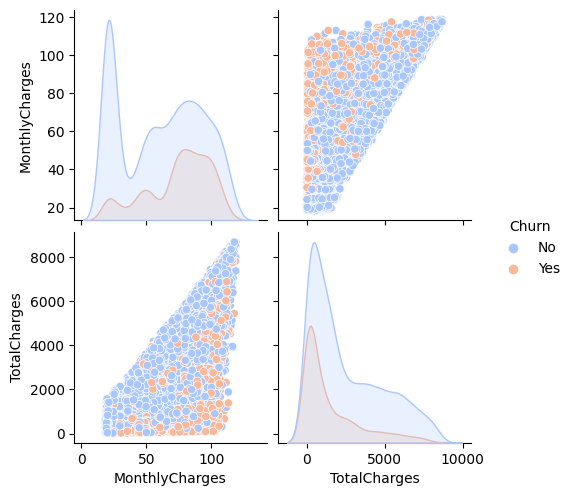 120
100
80
60
40
20
MonthlyCharges
8000
6000
4000
2000
0
TotalCharges
0
50
100
MonthlyCharges
0
5000
10000
TotalCharges
Churn
No
Yes